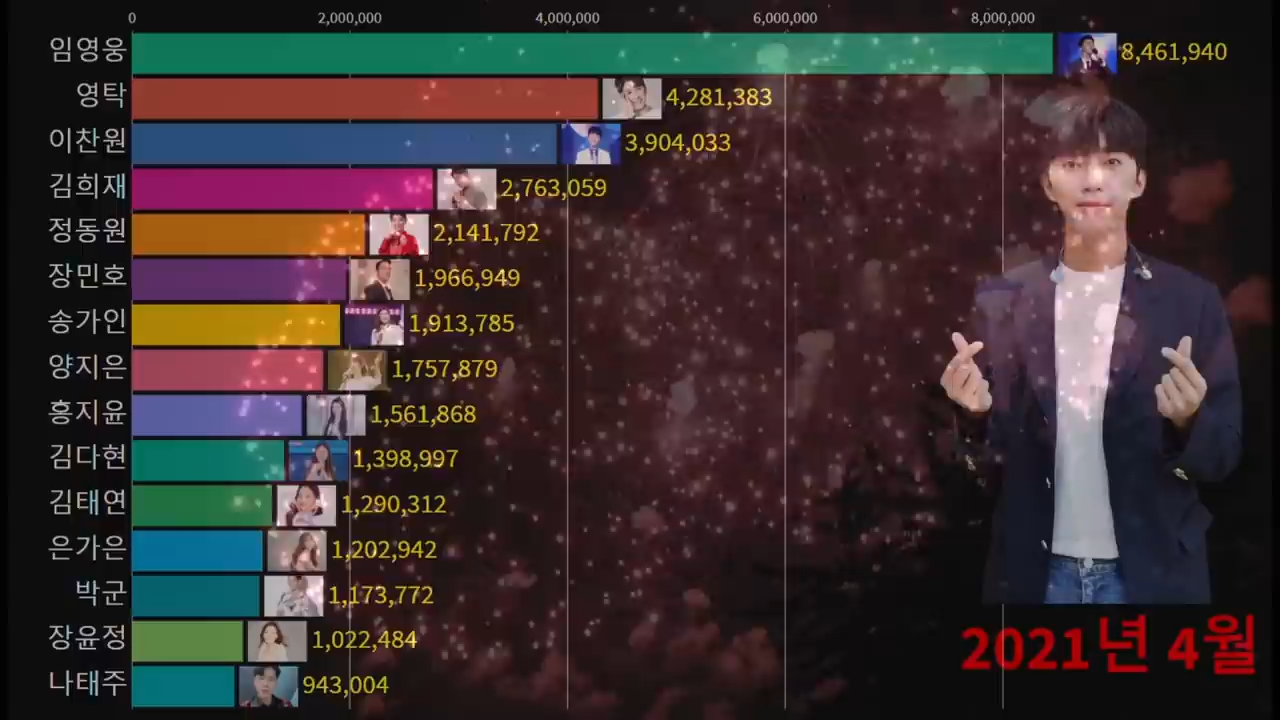 0 2,000,000 4,000,000 6,000,000 8,000,000
임영웅 8,461,940
영탁 4,281,383
이찬원 3,904,033
김희재 2,763,059
정동원 2,141,792
장민호 1,966,949
송가인 1,913,785
양지은 1,757,879
홍지윤 1,561,868
김다현 1,398,997
김태연 1,290,312
은가은 1,202,942
박군 1,173,772
장윤정 1,022,484
나태주 943,004
2021년 4월